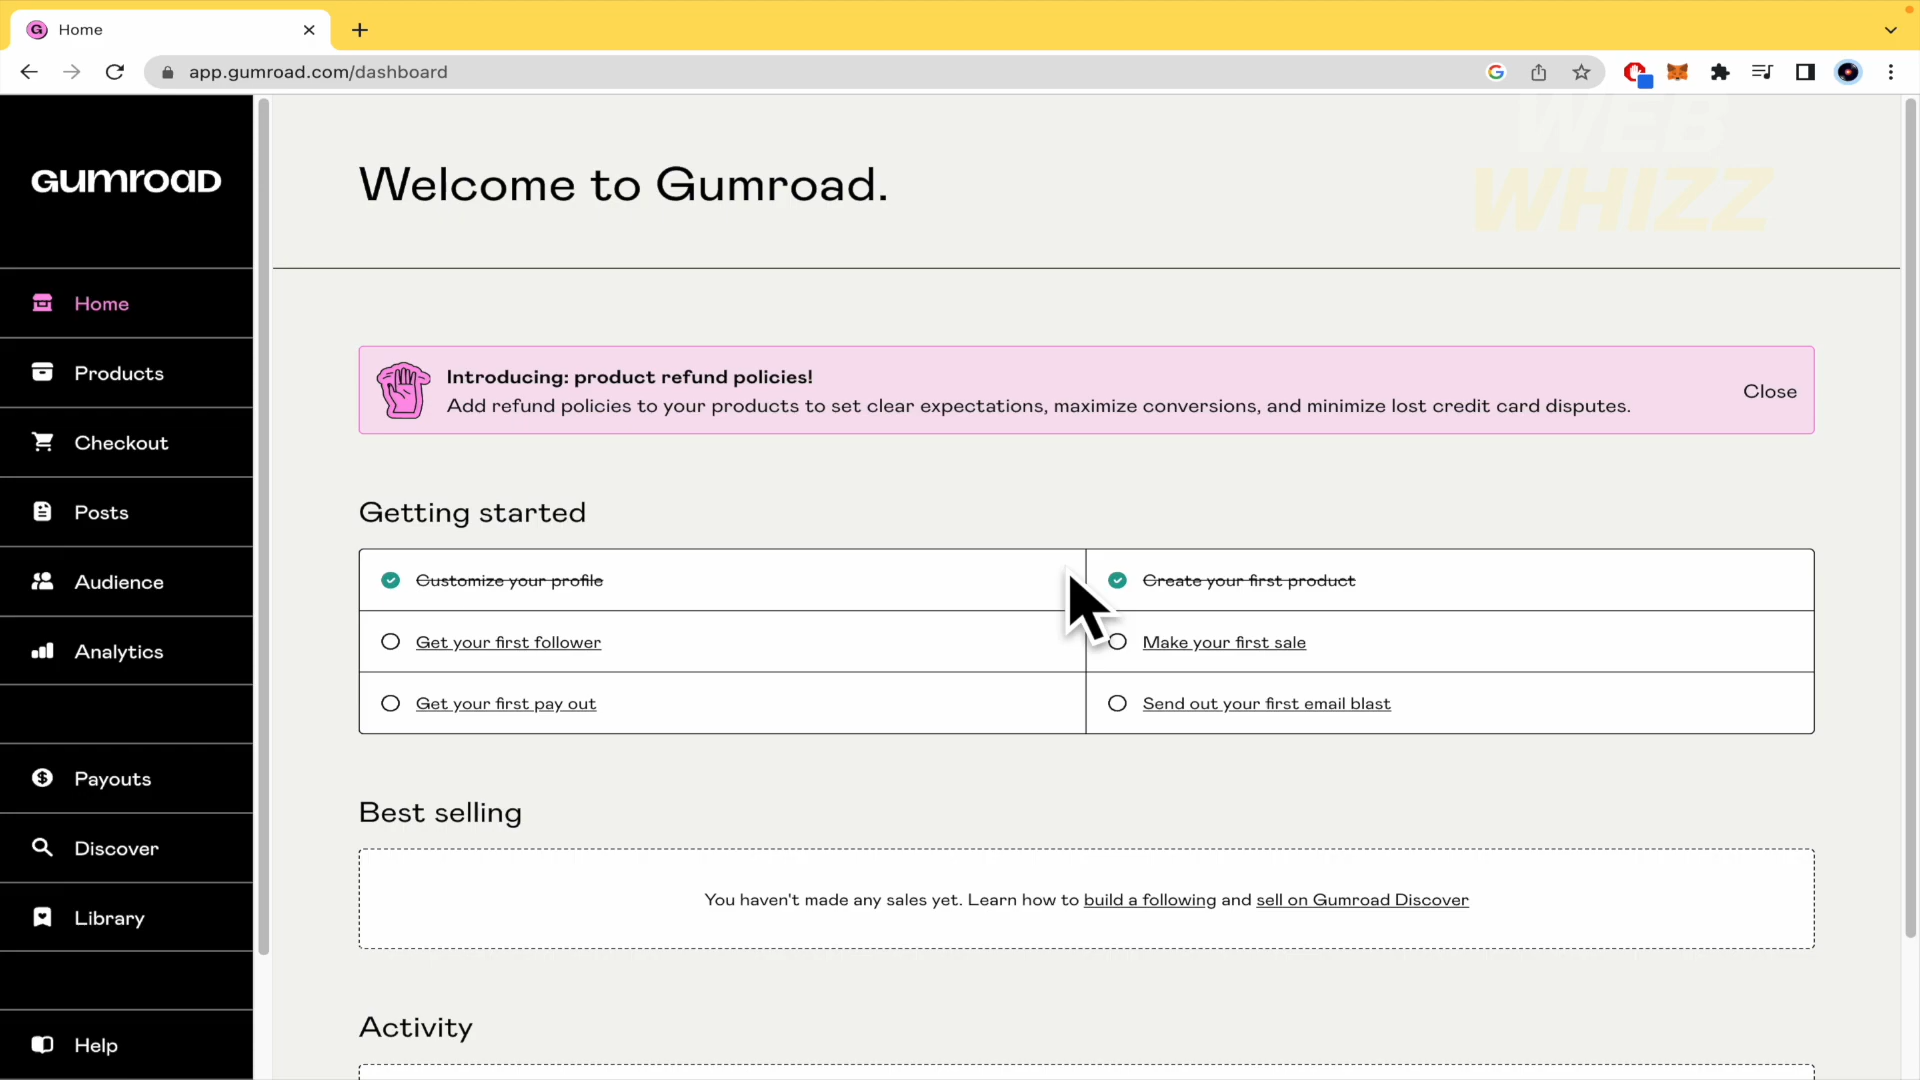 Home
app.gumroad.com/dashboard
WEB
WHIZZ
GUMROAD
Welcome to Gumroad.
Home
Products
Checkout
Posts
Audience
Analytics
Payouts
Discover
Library
Help
Introducing: product refund policies!
Add refund policies to your products to set clear expectations, maximize conversions, and minimize lost credit card disputes.
Close
Getting started
Customize your profile
Create your first product
Get your first follower
Make your first sale
Get your first pay out
Send out your first email blast
Best selling
You haven't made any sales yet. Learn how to build a following and sell on Gumroad Discover
Activity